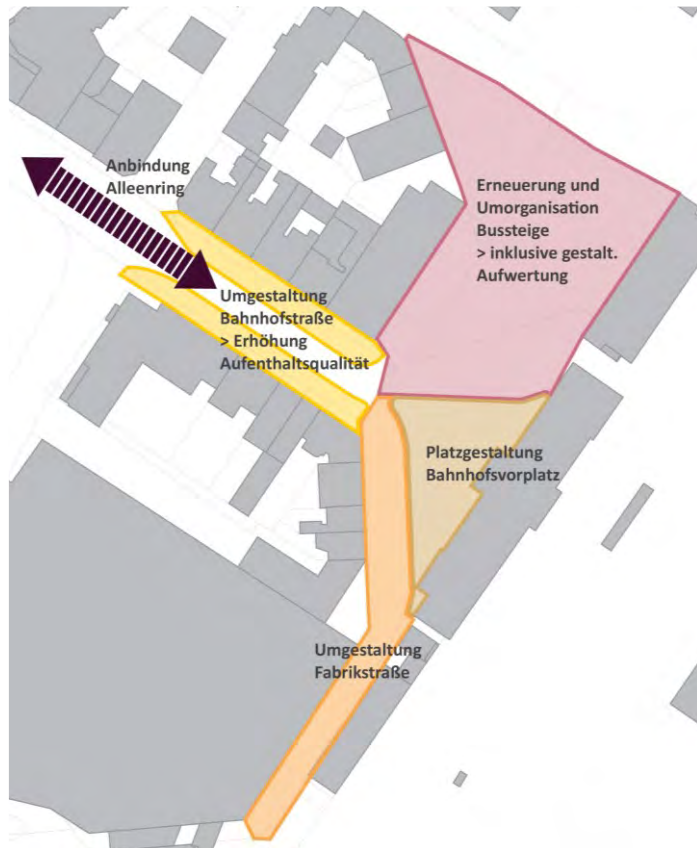 Anbindung
Alleenring
Erneuerung und
Umorganisation
Bussteige
> inklusive gestalt.
Aufwertung
Umgestaltung
Bahnhofstraße
> Erhöhung
Aufenthaltsqualität
Platzgestaltung
Bahnhofsvorplatz
Umgestaltung
Fabrikstraße